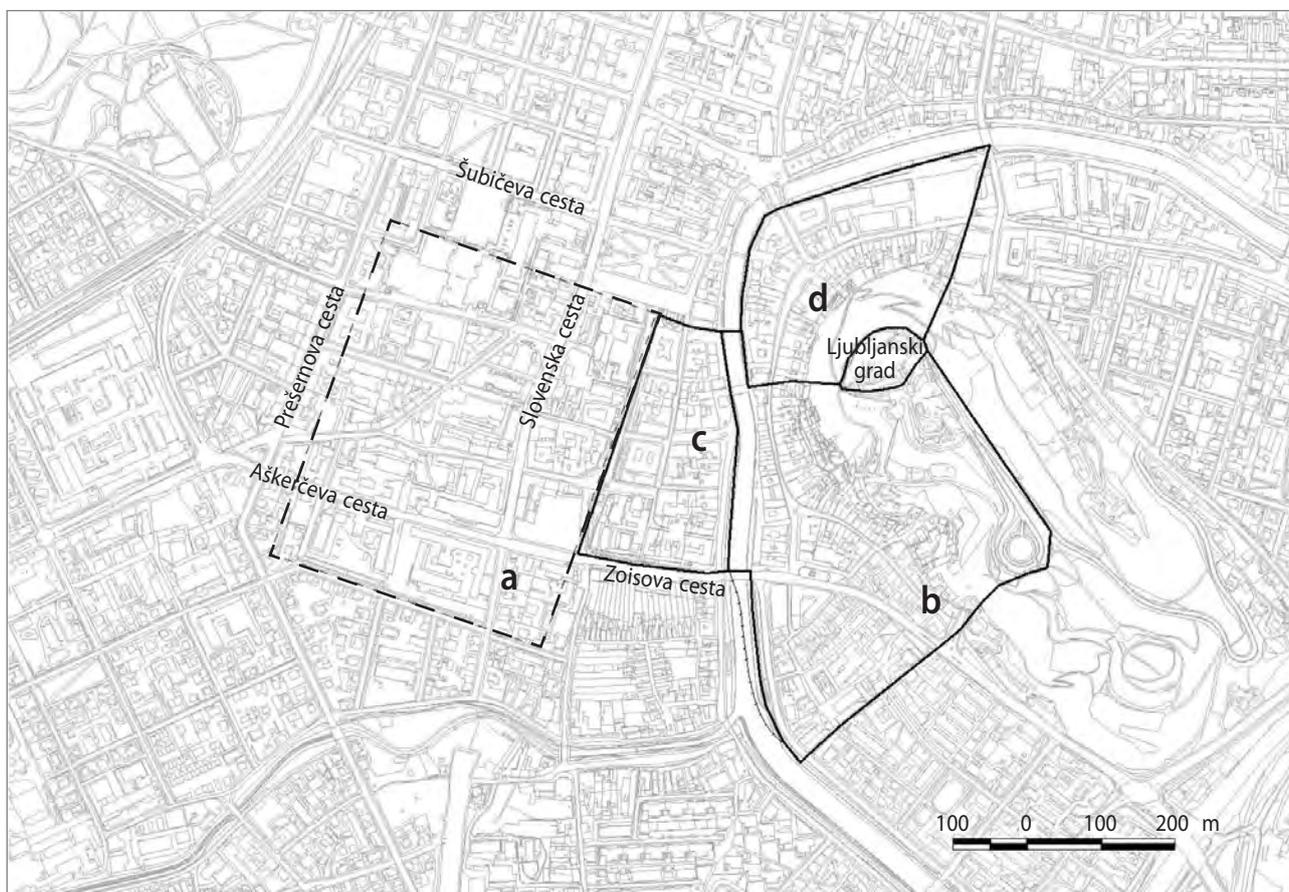 Šubičeva cesta
Prešernova cesta
Slovenska cesta
d
Ljubljanski
grad
c
Aškerčeva cesta
a
Zoisova cesta
b
100 0 100 200 m